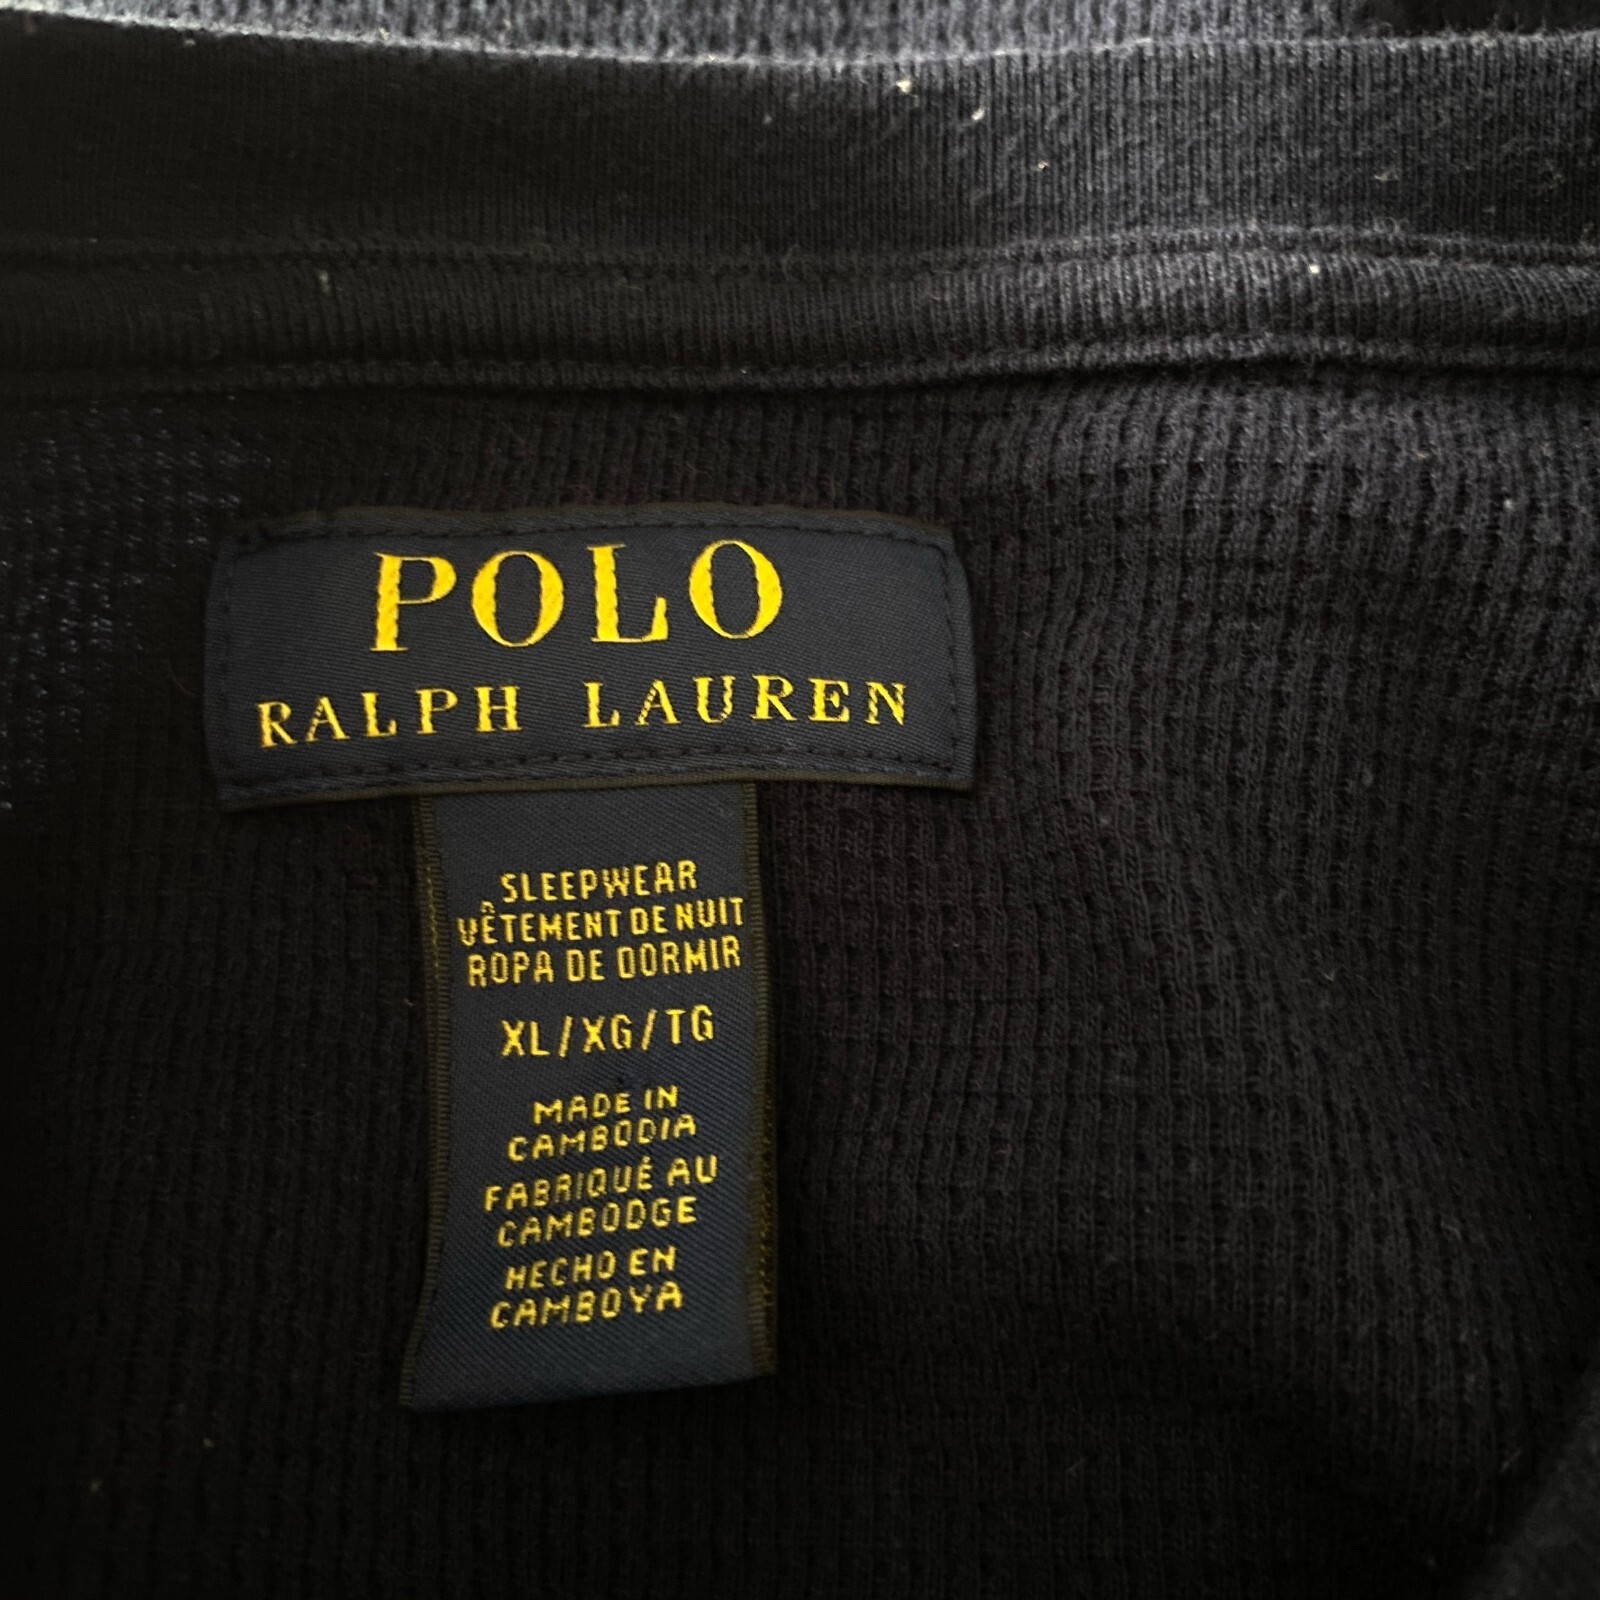 POLO
RALPH LAUREN
SLEEPWEAR
VÊTEMENT DE NUIT
ROPA DE DORMIR
XL/XG/TG
MADE IN
CAMBODIA
FABRIQUÉ AU
CAMBODGE
HECHO EN
CAMBOYA